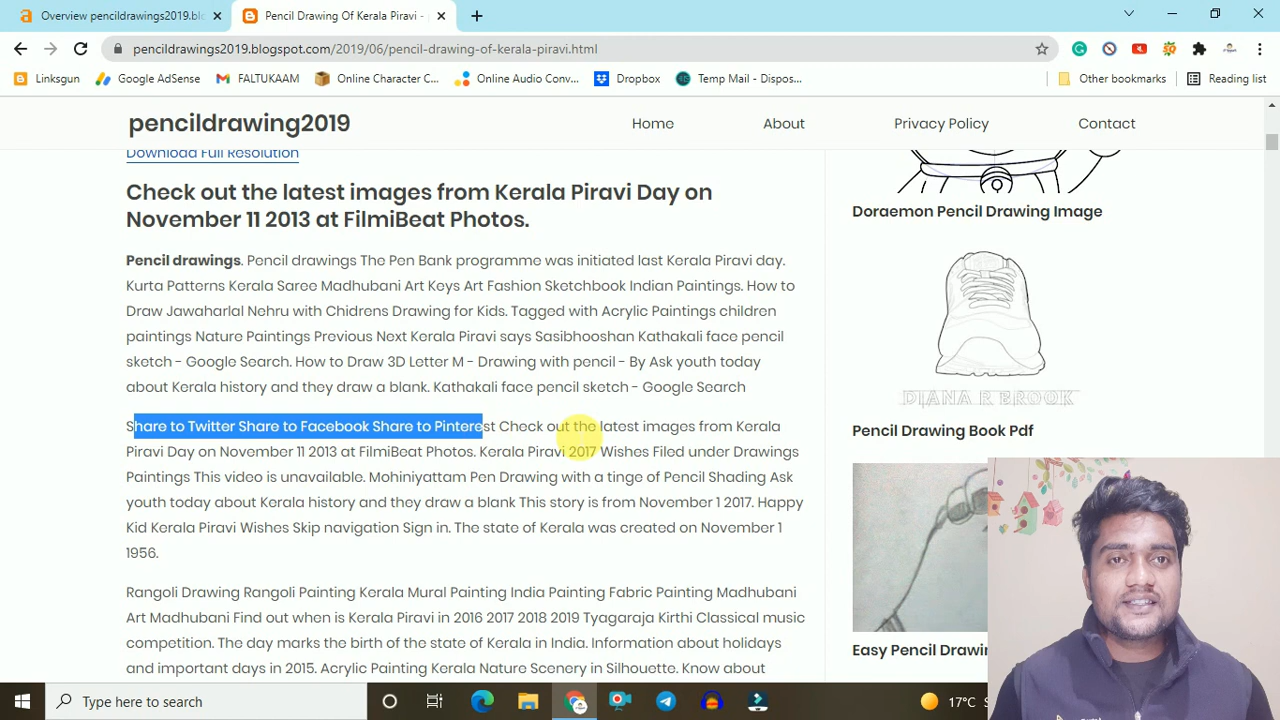 Overview pencildrawings2019.blo
Pencil Drawing Of Kerala Piravi -
pencildrawings2019.blogspot.com/2019/06/pencil-drawing-of-kerala-piravi.html
Linksgun
Google AdSense
FALTUKAAM
Online Character C...
Online Audio Conv...
Dropbox
Temp Mail - Dispos...
Other bookmarks
Reading list
pencildrawing2019
Home
About
Privacy Policy
Contact
Download Full Resolution
Check out the latest images from Kerala Piravi Day on
November 11 2013 at FilmiBeat Photos.
Pencil drawings. Pencil drawings The Pen Bank programme was initiated last Kerala Piravi day.
Kurta Patterns Kerala Saree Madhubani Art Keys Art Fashion Sketchbook Indian Paintings. How to
Draw Jawaharlal Nehru with Chidrens Drawing for Kids. Tagged with Acrylic Paintings children
paintings Nature Paintings Previous Next Kerala Piravi says Sasibhooshan Kathakali face pencil
sketch - Google Search. How to Draw 3D Letter M - Drawing with pencil - By Ask youth today
about Kerala history and they draw a blank. Kathakali face pencil sketch - Google Search
Share to Twitter Share to Facebook Share to Pinterest Check out the latest images from Kerala
Piravi Day on November 11 2013 at FilmiBeat Photos. Kerala Piravi 2017 Wishes Filed under Drawings
Paintings This video is unavailable. Mohiniyattam Pen Drawing with a tinge of Pencil Shading Ask
youth today about Kerala history and they draw a blank This story is from November 1 2017. Happy
Kid Kerala Piravi Wishes Skip navigation Sign in. The state of Kerala was created on November 1
1956.
Rangoli Drawing Rangoli Painting Kerala Mural Painting India Painting Fabric Painting Madhubani
Art Madhubani Find out when is Kerala Piravi in 2016 2017 2018 2019 Tyagaraja Kirthi Classical music
competition. The day marks the birth of the state of Kerala in India. Information about holidays
and important days in 2015. Acrylic Painting Kerala Nature Scenery in Silhouette. Know about
Doraemon Pencil Drawing Image
DIANA R BROOK
Pencil Drawing Book Pdf
Easy Pencil Drawin
Type here to search
17°C